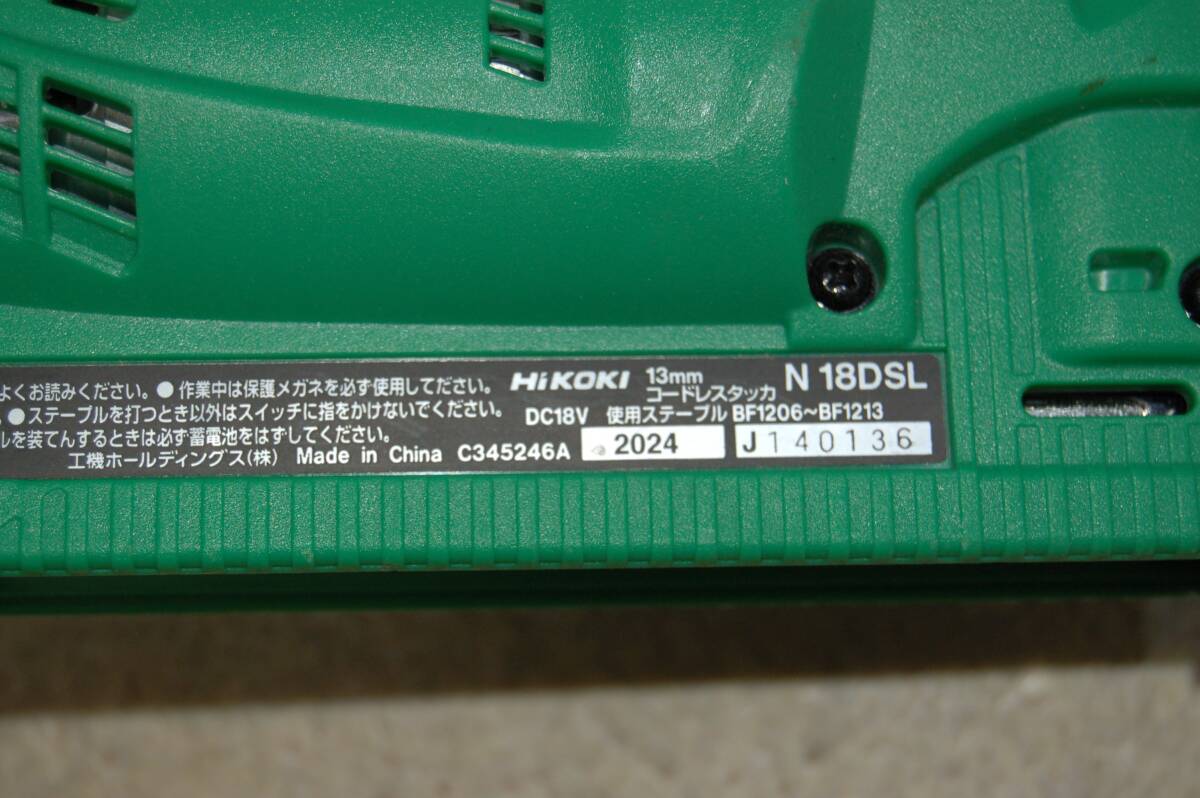 よくお読みください。●作業中は保護メガネを必ず使用してださい。
●ステープルを打つとき以外はスイッチに指をかけないでください。
ルを装てんするときは必ず蓄電池をはずしてください。
工機ホールディングス(株) Made in China C345246A
HiKOKI 13mm コードレスタッカ N 18DSL
DC18V 使用ステープル BF1206~BF1213
2024 J140136